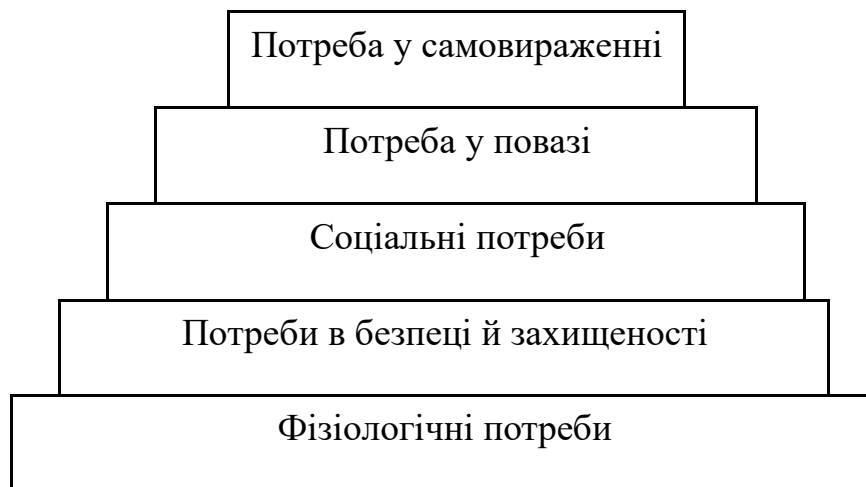 Потреба у самовираженні
Потреба у повазі
Соціальні потреби
Потреби в безпеці й захищеності
Фізіологічні потреби